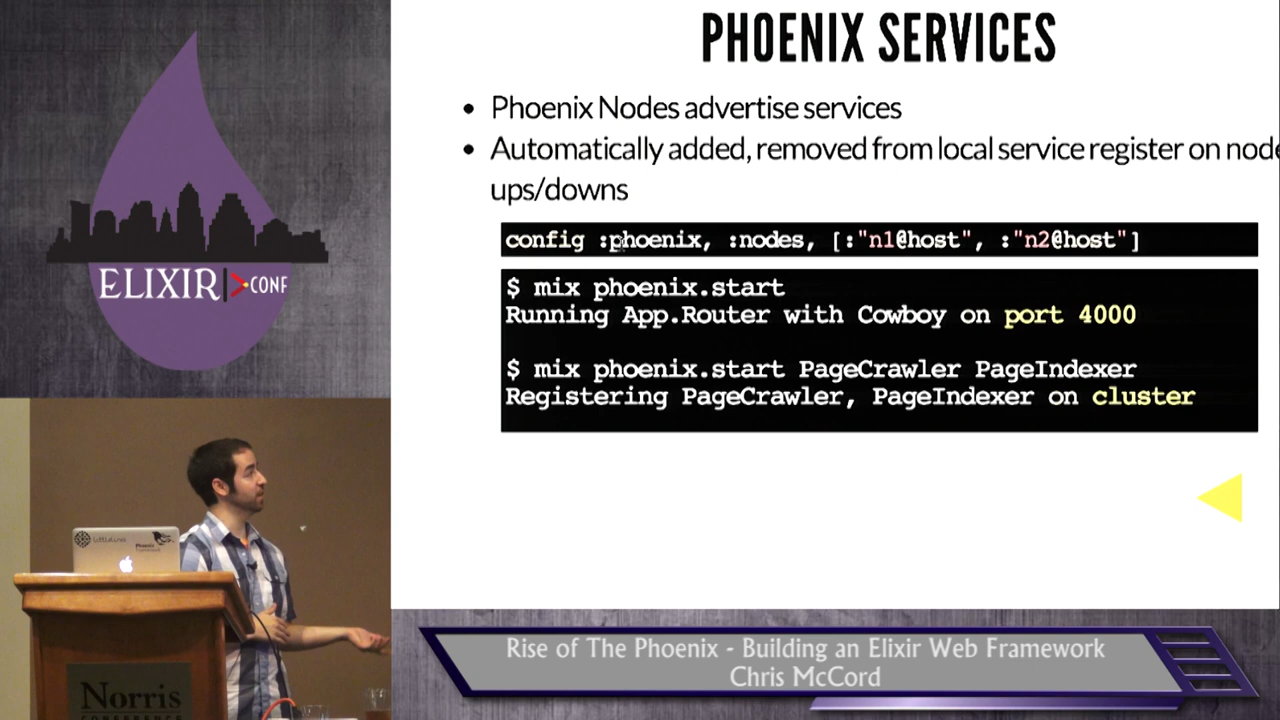 PHOENIX SERVICES
• Phoenix Nodes advertise services
• Automatically added, removed from local service register on node
ups/downs
config :phoenix, :nodes, [:"n1@host", :"n2@host"]
$ mix phoenix.start
Running App.Router with Cowboy on port 4000
$ mix phoenix.start PageCrawler PageIndexer
Registering PageCrawler, PageIndexer on cluster
ELIXIR CONF
Phoenix
Norris
CONFERENCE
Rise of The Phoenix - Building an Elixir Web Framework
Chris McCord